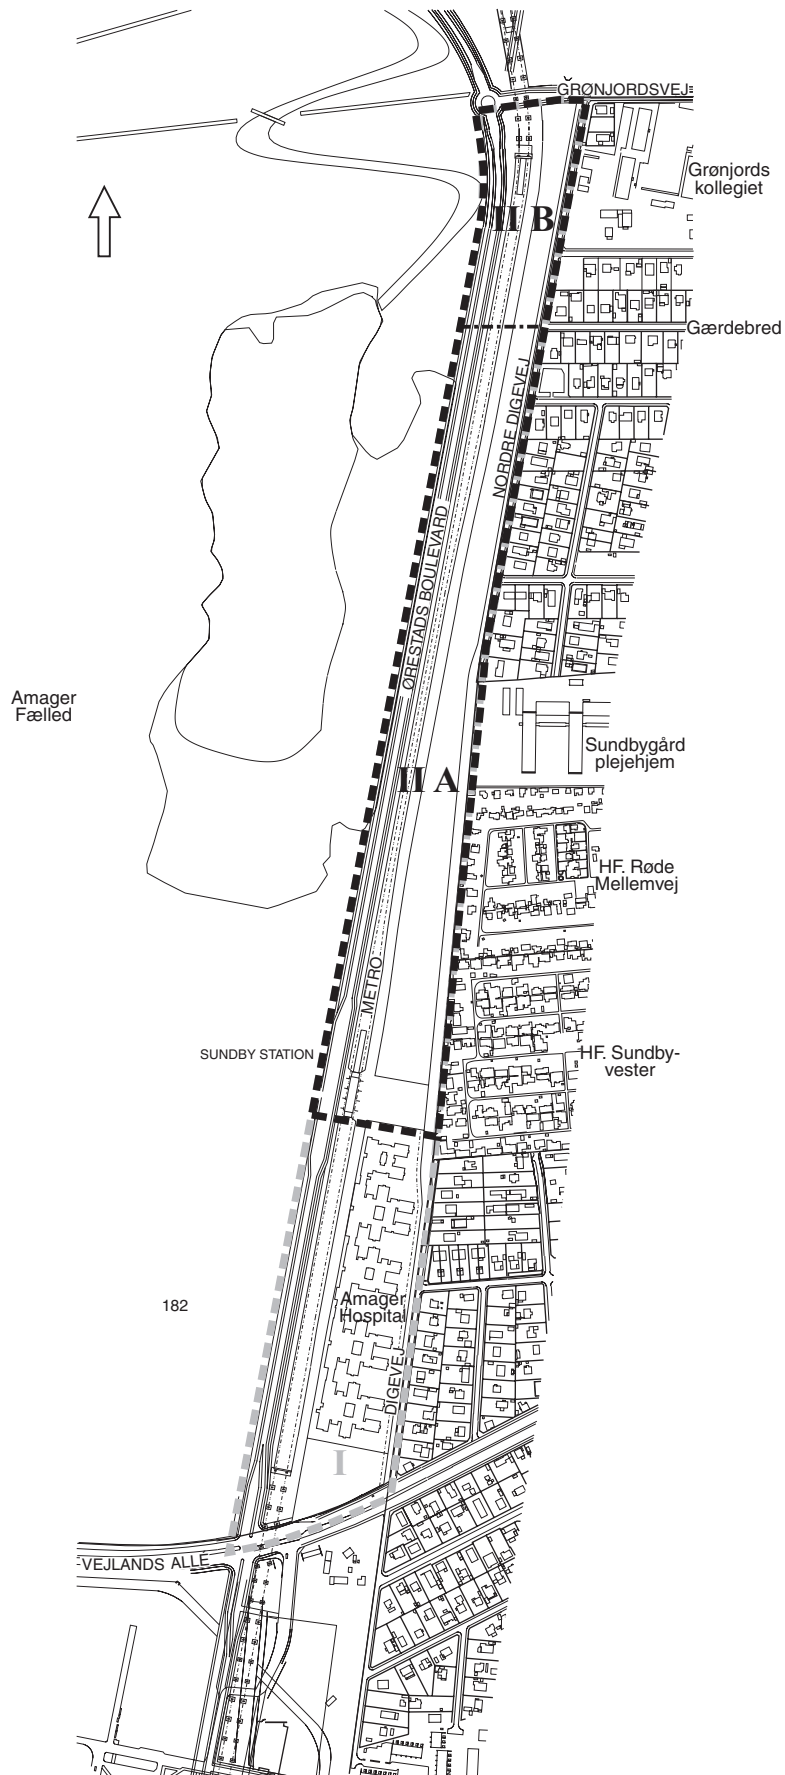 GRØNJORDSVEJ
Grønjords
kollegiet
II B
Gærdebred
NORDRE DIGEVEJ
ØRESTADS BOULEVARD
Amager
Fælled
Sundbygård
plejehjem
II A
HF. Røde
Mellemvej
METRO
SUNDBY STATION
HF. Sundby-
vester
182
Amager
Hospital
DIGEVEJ
I
VEJLANDS ALLÉ